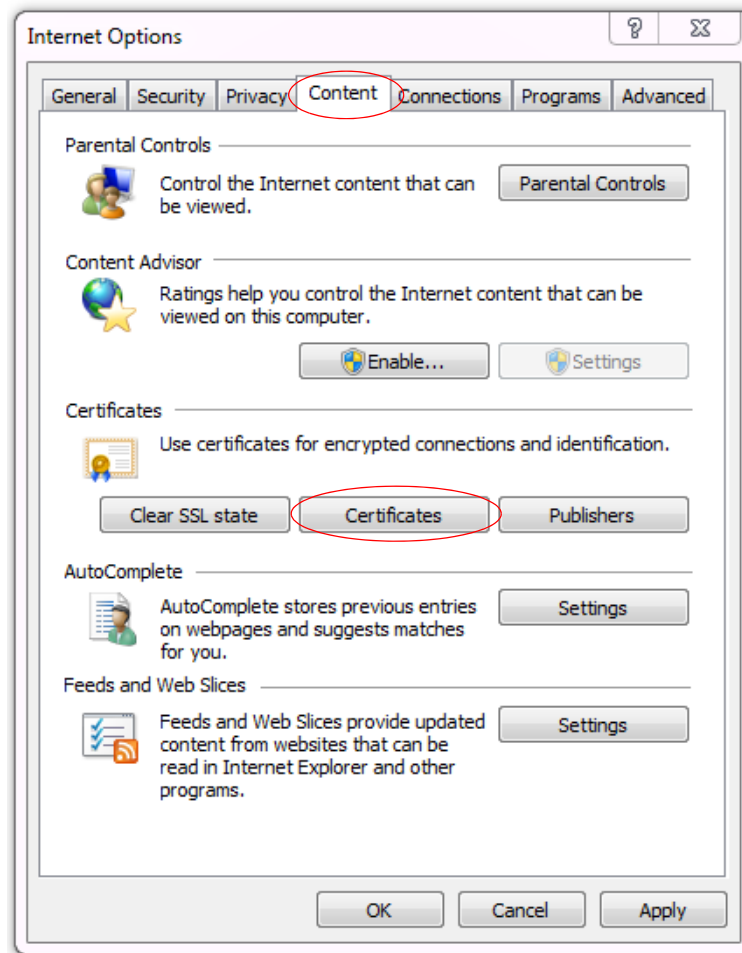 Internet Options
General Security Privacy Content Connections Programs Advanced
Parental Controls
Control the Internet content that can
be viewed.
Parental Controls
Content Advisor
Ratings help you control the Internet content that can be
viewed on this computer.
Enable... Settings
Certificates
Use certificates for encrypted connections and identification.
Clear SSL state Certificates Publishers
AutoComplete
AutoComplete stores previous entries
on webpages and suggests matches
for you.
Settings
Feeds and Web Slices
Feeds and Web Slices provide updated
content from websites that can be
read in Internet Explorer and other
programs.
Settings
OK Cancel Apply